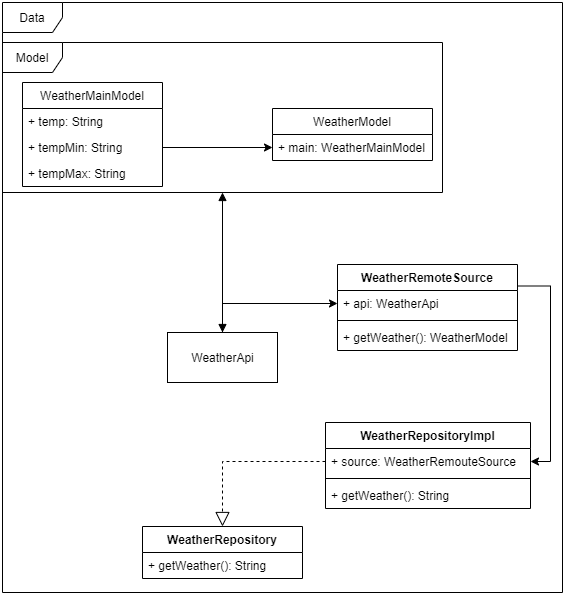 Data
Model
WeatherMainModel
+ temp: String
+ tempMin: String
+ tempMax: String
WeatherModel
+ main: WeatherMainModel
WeatherRemoteSource
+ api: WeatherApi
+ getWeather(): WeatherModel
WeatherApi
WeatherRepositoryImpl
+ source: WeatherRemouteSource
+ getWeather(): String
WeatherRepository
+ getWeather(): String